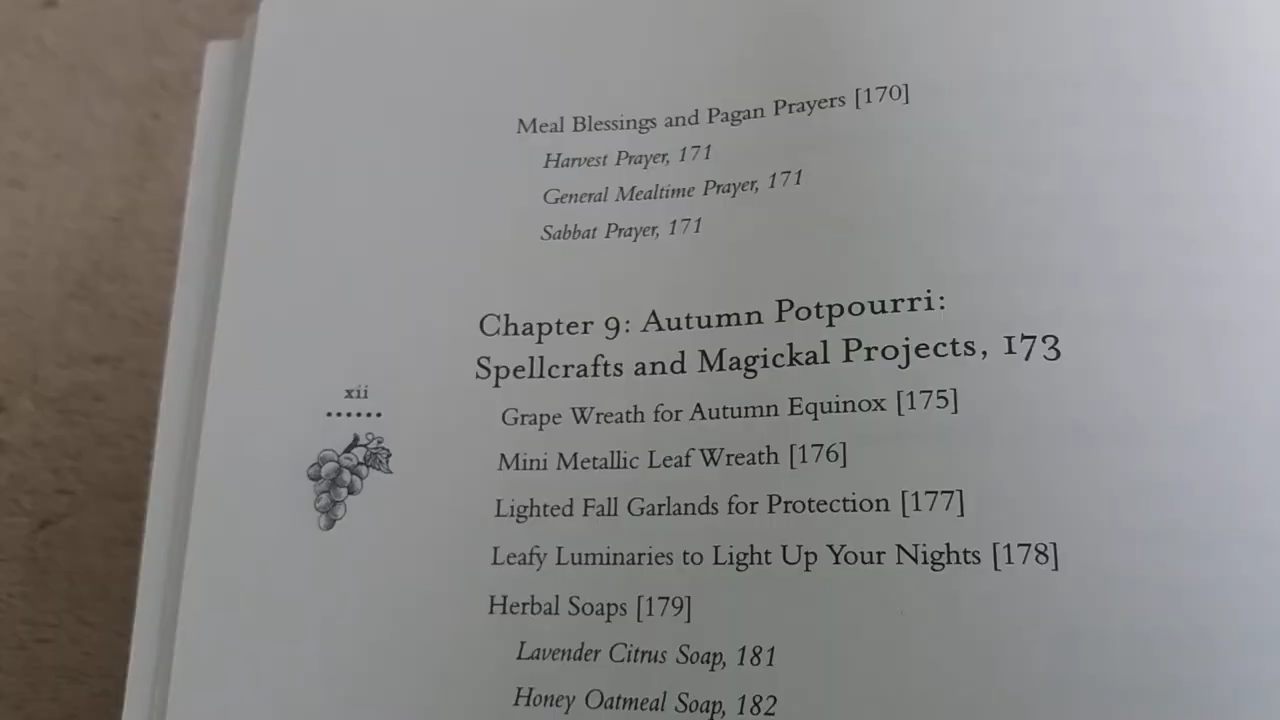 Meal Blessings and Pagan Prayers [170]
Harvest Prayer, 171
General Mealtime Prayer, 171
Sabbat Prayer, 171
Chapter 9: Autumn Potpourri:
Spellcrafts and Magickal Projects, 173
xii
Grape Wreath for Autumn Equinox [175]
Mini Metallic Leaf Wreath [176]
Lighted Fall Garlands for Protection [177]
Leafy Luminaries to Light Up Your Nights [178]
Herbal Soaps [179]
Lavender Citrus Soap, 181
Honey Oatmeal Soap, 182